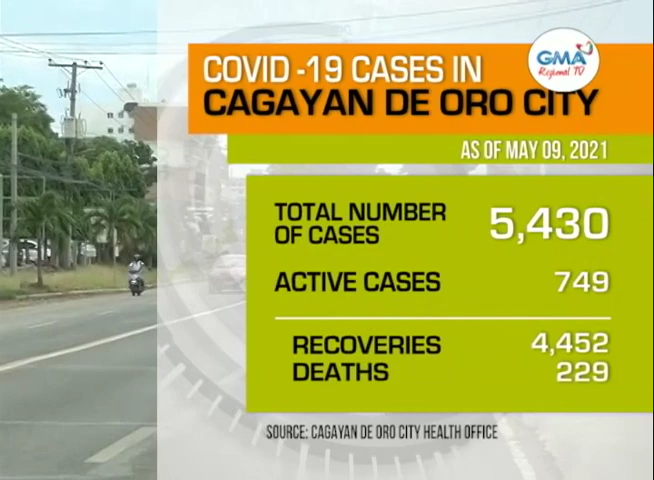 GMA
Regional TV
COVID -19 CASES IN
CAGAYAN DE ORO CITY
AS OF MAY 09, 2021
TOTAL NUMBER
OF CASES 5,430
ACTIVE CASES 749
RECOVERIES 4,452
DEATHS 229
SOURCE: CAGAYAN DE ORO CITY HEALTH OFFICE